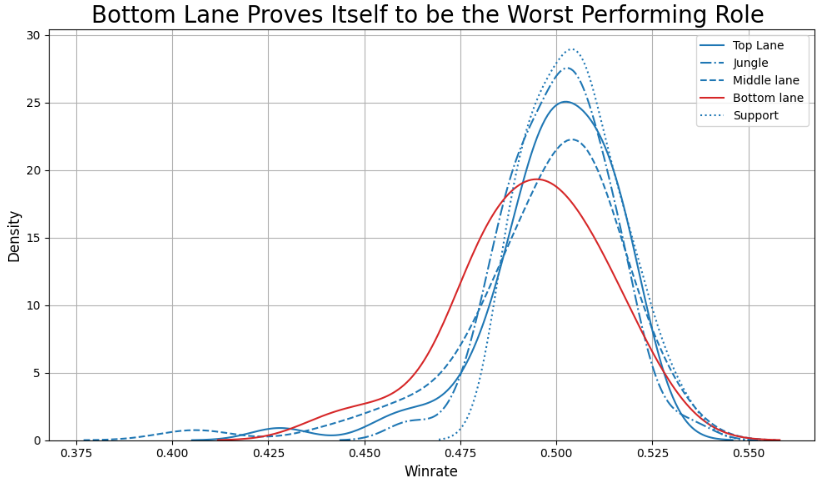 Bottom Lane Proves Itself to be the Worst Performing Role
30
25
20
15
10
5
0
Density
Top Lane
Jungle
Middle lane
Bottom lane
Support
0.375 0.400 0.425 0.450 0.475 0.500 0.525 0.550
Winrate